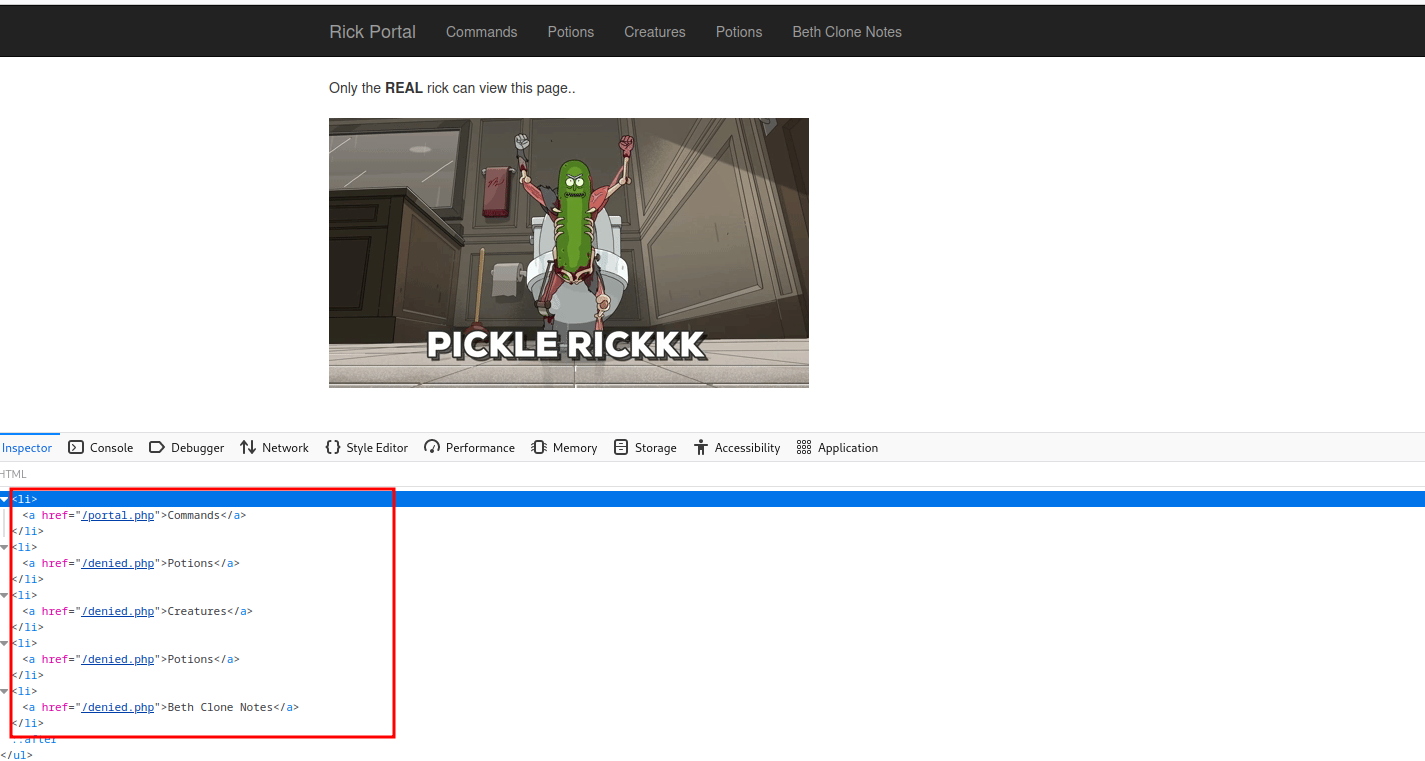 Rick Portal Commands Potions Creatures Potions Beth Clone Notes
Only the REAL rick can view this page..
PICKLE RICKKK
Inspector Console Debugger Network Style Editor Performance Memory Storage Accessibility Application
HTML
<li>
<a href="/portal.php">Commands</a>
</li>
<li>
<a href="/denied.php">Potions</a>
</li>
<li>
<a href="/denied.php">Creatures</a>
</li>
<li>
<a href="/denied.php">Potions</a>
</li>
<li>
<a href="/denied.php">Beth Clone Notes</a>
</li>
::after
</ul>